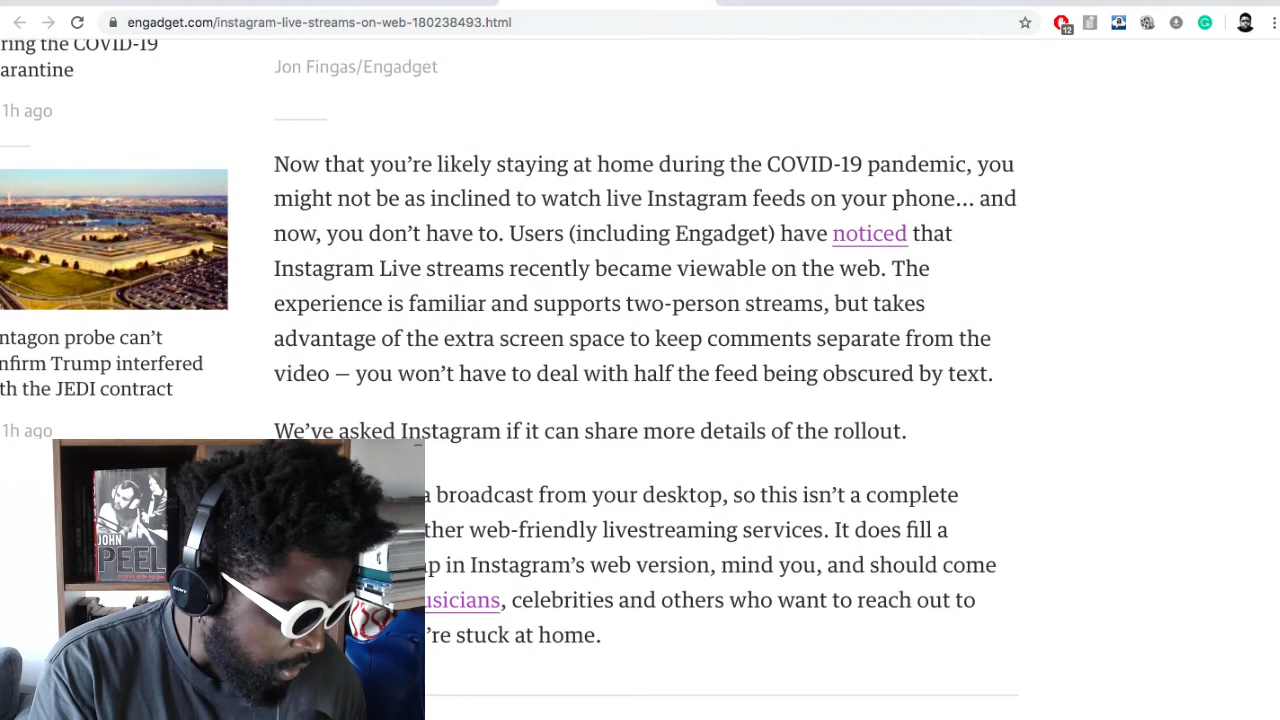 engadget.com/instagram-live-streams-on-web-180238493.html
12
ring the COVID-19
arantine
1h ago
ntagon probe can't
nfirm Trump interfered
th the JEDI contract
1h ago
Jon Fingas/Engadget
Now that you’re likely staying at home during the COVID-19 pandemic, you
might not be as inclined to watch live Instagram feeds on your phone... and
now, you don’t have to. Users (including Engadget) have noticed that
Instagram Live streams recently became viewable on the web. The
experience is familiar and supports two-person streams, but takes
advantage of the extra screen space to keep comments separate from the
video — you won’t have to deal with half the feed being obscured by text.
We’ve asked Instagram if it can share more details of the rollout.
a broadcast from your desktop, so this isn’t a complete
ther web-friendly livestreaming services. It does fill a
p in Instagram’s web version, mind you, and should come
usicians, celebrities and others who want to reach out to
’re stuck at home.
JOHN
PEEL
SONY